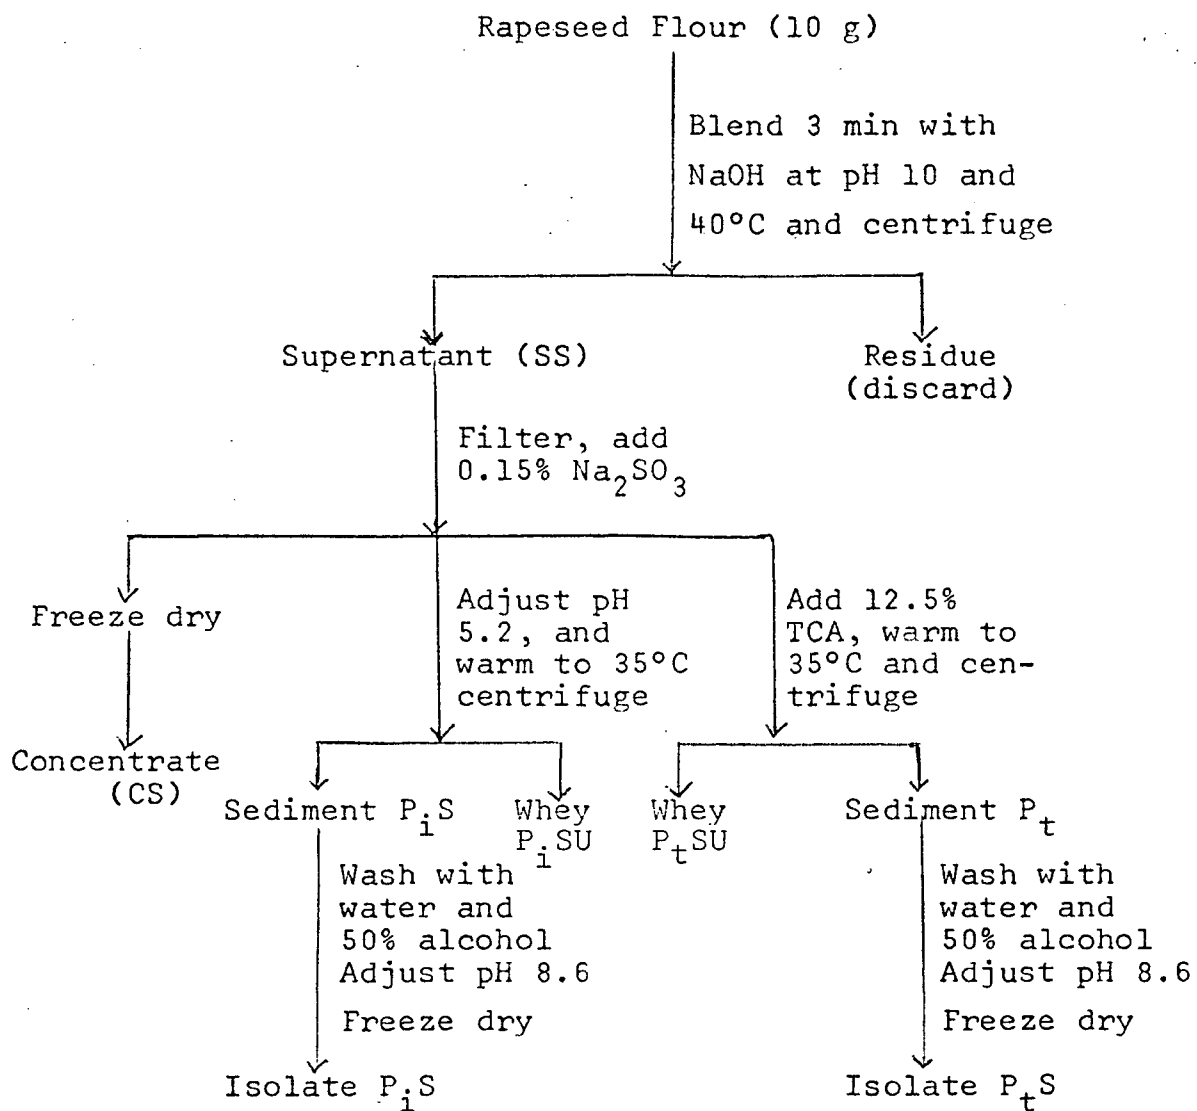 Rapeseed Flour (10 g)
Blend 3 min with
NaOH at pH 10 and
40°C and centrifuge
Supernatant (SS)
Residue
(discard)
Filter, add
0.15% Na₂SO₃
Freeze dry
Concentrate
(CS)
Adjust pH
5.2, and
warm to 35°C
centrifuge
Add 12.5%
TCA, warm to
35°C and cen-
trifuge
Sediment PᵢS
Whey
PᵢSU
Whey
PₜSU
Sediment Pₜ
Wash with
water and
50% alcohol
Adjust pH 8.6
Freeze dry
Isolate PᵢS
Wash with
water and
50% alcohol
Adjust pH 8.6
Freeze dry
Isolate PₜS